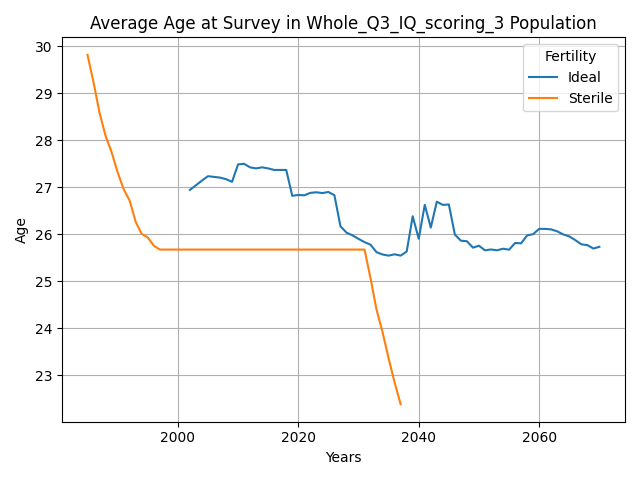 Average Age at Survey in Whole_Q3_IQ_scoring_3 Population
Fertility
Ideal
Sterile
30
29
28
27
26
25
24
23
Age
2000
2020
2040
2060
Years